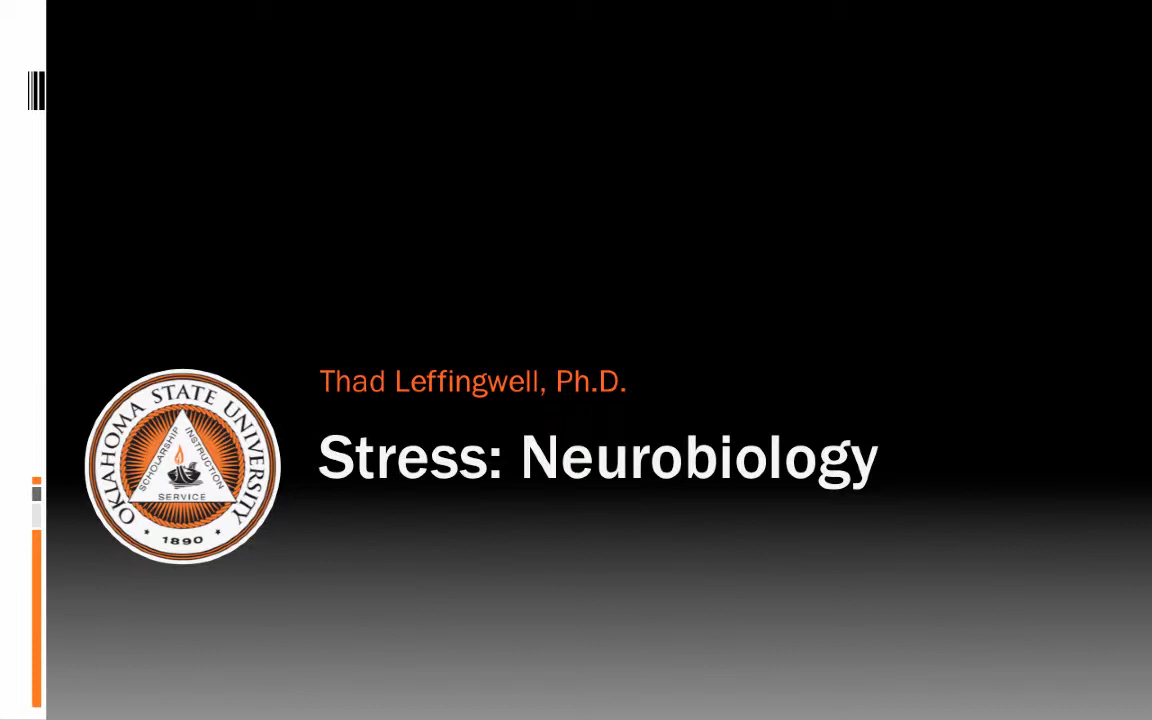 Thad Leffingwell, Ph.D.
Stress: Neurobiology
OKLAHOMA STATE UNIVERSITY
SCHOLARSHIP
INSTRUCTION
SERVICE
★ 1890 ★